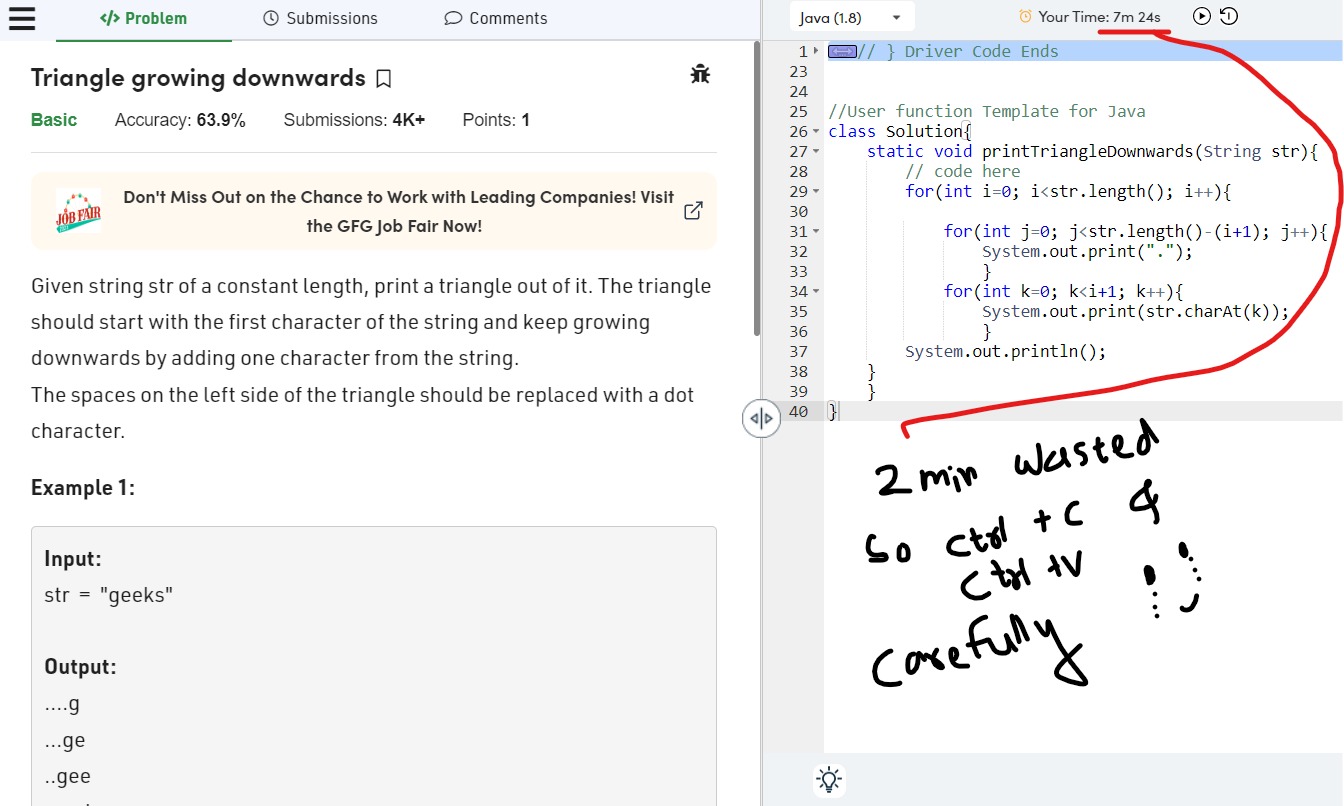 </> Problem
Submissions
Comments
Triangle growing downwards
Basic Accuracy: 63.9% Submissions: 4K+ Points: 1
JOB FAIR
Don't Miss Out on the Chance to Work with Leading Companies! Visit
the GFG Job Fair Now!
Given string str of a constant length, print a triangle out of it. The triangle
should start with the first character of the string and keep growing
downwards by adding one character from the string.
The spaces on the left side of the triangle should be replaced with a dot
character.
Example 1:
Input:
str = "geeks"
Output:
....g
...ge
..gee
Java (1.8)
Your Time: 7m 24s
1 // } Driver Code Ends
23
24
25 //User function Template for Java
26 class Solution{
27 static void printTriangleDownwards(String str){
28 // code here
29 for(int i=0; i<str.length(); i++){
30
31 for(int j=0; j<str.length()-(i+1); j++){
32 System.out.print(".");
33 }
34 for(int k=0; k<i+1; k++){
35 System.out.print(str.charAt(k));
36 }
37 System.out.println();
38 }
39 }
40 }
2 min wasted
so ctrl + c &
ctrl + v
carefully